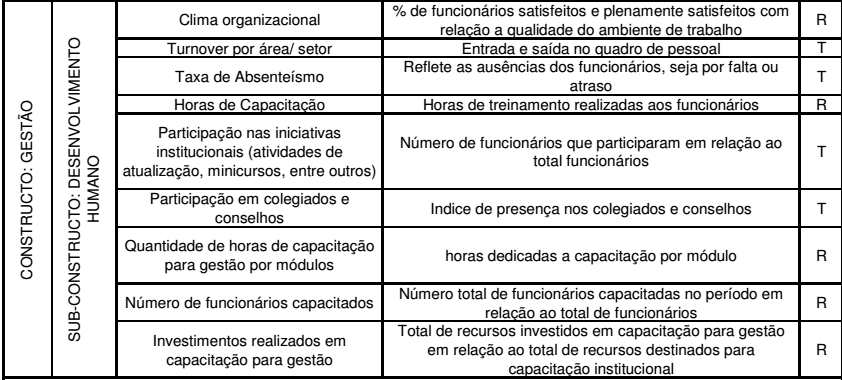 CONSTRUCTO: GESTÃO
SUB-CONSTRUCTO: DESENVOLVIMENTO
HUMANO
Clima organizacional
% de funcionários satisfeitos e plenamente satisfeitos com
relação a qualidade do ambiente de trabalho
R
Turnover por área/ setor
Entrada e saída no quadro de pessoal
T
Taxa de Absenteísmo
Reflete as ausências dos funcionários, seja por falta ou
atraso
T
Horas de Capacitação
Horas de treinamento realizadas aos funcionários
R
Participação nas iniciativas
institucionais (atividades de
atualização, minicursos, entre outros)
Número de funcionários que participaram em relação ao
total funcionários
T
Participação em colegiados e
conselhos
Indice de presença nos colegiados e conselhos
T
Quantidade de horas de capacitação
para gestão por módulos
horas dedicadas a capacitação por módulo
R
Número de funcionários capacitados
Número total de funcionários capacitadas no período em
relação ao total de funcionários
R
Investimentos realizados em
capacitação para gestão
Total de recursos investidos em capacitação para gestão
em relação ao total de recursos destinados para
capacitação institucional
R